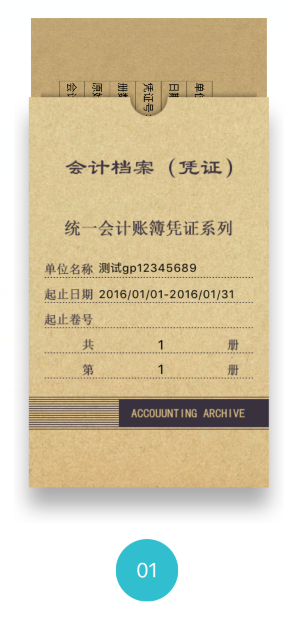 单位
日期
凭证号
册数
原始
会计
会计档案（凭证）
统一会计账簿凭证系列
单位名称 测试gp12345689
起止日期 2016/01/01-2016/01/31
起止卷号
共 1 册
第 1 册
ACCOUUNTING ARCHIVE
01